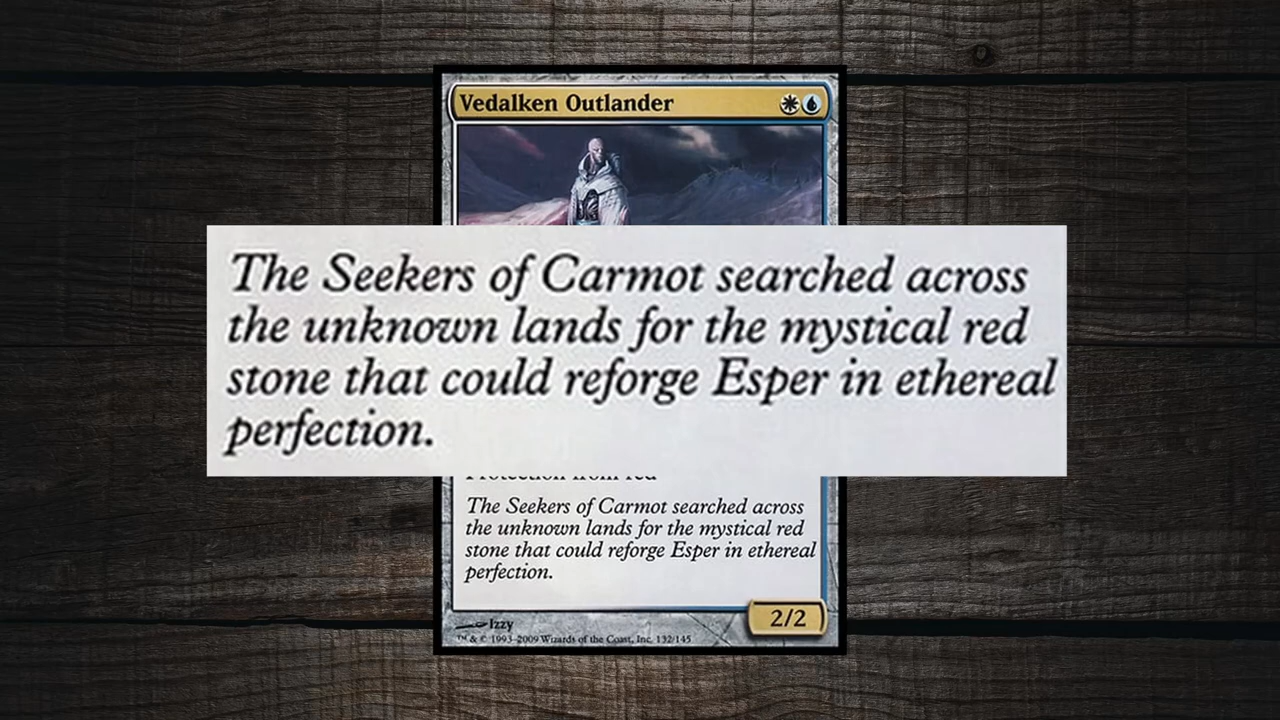 Vedalken Outlander
The Seekers of Carmot searched across
the unknown lands for the mystical red
stone that could reforge Esper in ethereal
perfection.
Protection from red
The Seekers of Carmot searched across
the unknown lands for the mystical red
stone that could reforge Esper in ethereal
perfection.
2/2
Izzy
™ & © 1993-2009 Wizards of the Coast, Inc. 132/145